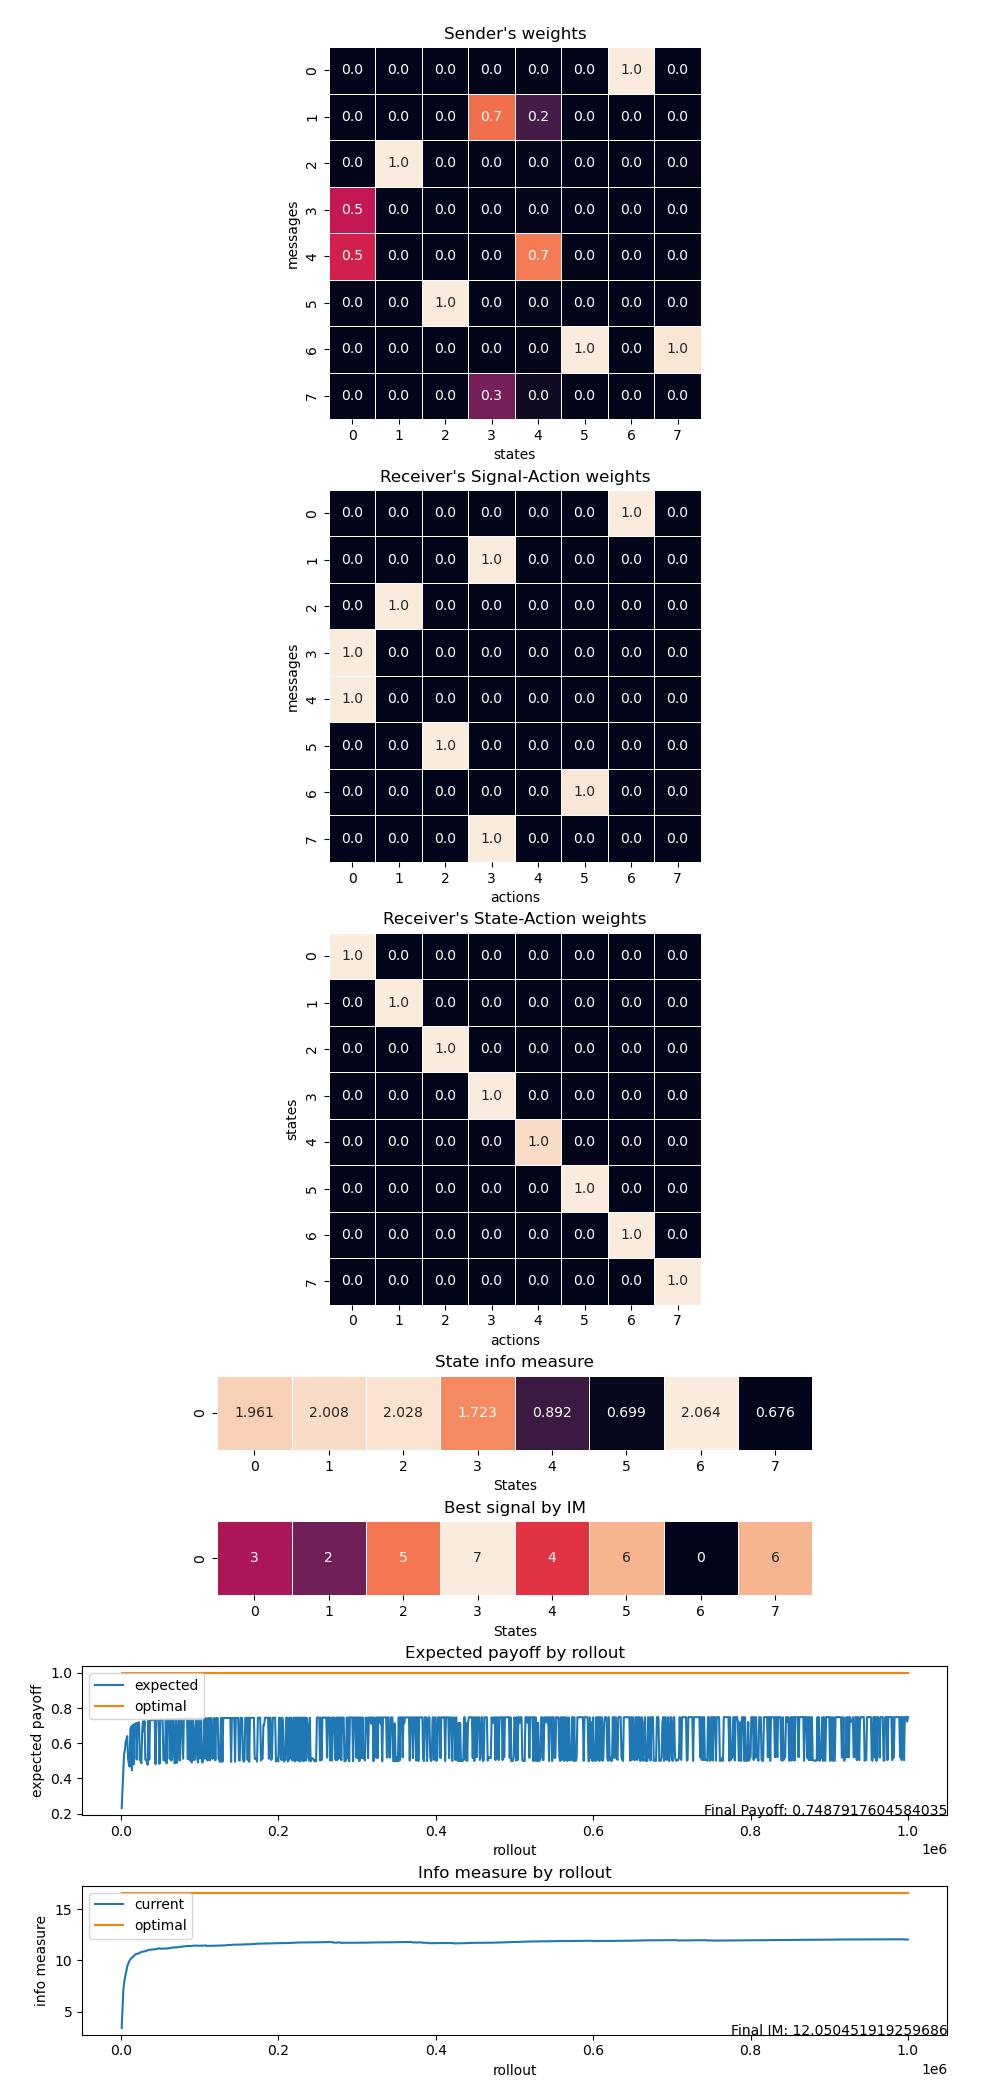 Sender's weights
0 0.0 0.0 0.0 0.0 0.0 0.0 1.0 0.0
1 0.0 0.0 0.0 0.7 0.2 0.0 0.0 0.0
2 0.0 1.0 0.0 0.0 0.0 0.0 0.0 0.0
3 0.5 0.0 0.0 0.0 0.0 0.0 0.0 0.0
messages
4 0.5 0.0 0.0 0.0 0.7 0.0 0.0 0.0
5 0.0 0.0 1.0 0.0 0.0 0.0 0.0 0.0
6 0.0 0.0 0.0 0.0 0.0 1.0 0.0 1.0
7 0.0 0.0 0.0 0.3 0.0 0.0 0.0 0.0
0 1 2 3 4 5 6 7
states
Receiver's Signal-Action weights
0 0.0 0.0 0.0 0.0 0.0 0.0 1.0 0.0
1 0.0 0.0 0.0 1.0 0.0 0.0 0.0 0.0
2 0.0 1.0 0.0 0.0 0.0 0.0 0.0 0.0
3 1.0 0.0 0.0 0.0 0.0 0.0 0.0 0.0
messages
4 1.0 0.0 0.0 0.0 0.0 0.0 0.0 0.0
5 0.0 0.0 1.0 0.0 0.0 0.0 0.0 0.0
6 0.0 0.0 0.0 0.0 0.0 1.0 0.0 0.0
7 0.0 0.0 0.0 1.0 0.0 0.0 0.0 0.0
0 1 2 3 4 5 6 7
actions
Receiver's State-Action weights
0 1.0 0.0 0.0 0.0 0.0 0.0 0.0 0.0
1 0.0 1.0 0.0 0.0 0.0 0.0 0.0 0.0
2 0.0 0.0 1.0 0.0 0.0 0.0 0.0 0.0
3 0.0 0.0 0.0 1.0 0.0 0.0 0.0 0.0
states
4 0.0 0.0 0.0 0.0 1.0 0.0 0.0 0.0
5 0.0 0.0 0.0 0.0 0.0 1.0 0.0 0.0
6 0.0 0.0 0.0 0.0 0.0 0.0 1.0 0.0
7 0.0 0.0 0.0 0.0 0.0 0.0 0.0 1.0
0 1 2 3 4 5 6 7
actions
State info measure
0 1.961 2.008 2.028 1.723 0.892 0.699 2.064 0.676
0 1 2 3 4 5 6 7
States
Best signal by IM
0 3 2 5 7 4 6 0 6
0 1 2 3 4 5 6 7
States
Expected payoff by rollout
expected payoff
1.0
0.8
0.6
0.4
0.2
expected
optimal
Final Payoff: 0.7487917604584035
0.0 0.2 0.4 0.6 0.8 1.0
rollout
1e6
Info measure by rollout
info measure
15
10
5
current
optimal
Final IM: 12.050451919259686
0.0 0.2 0.4 0.6 0.8 1.0
rollout
1e6